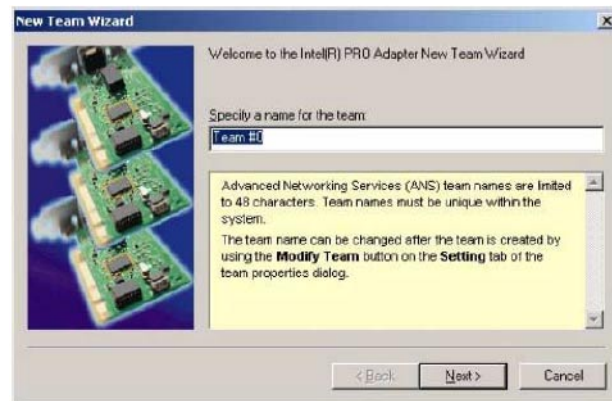 New Team Wizard
Welcome to the Intel(R) PRO Adapter New Team Wizard
Specify a name for the team:
Team #0
Advanced Networking Services (ANS) team names are limited
to 48 characters. Team names must be unique within the
system.
The team name can be changed after the team is created by
using the Modify Team button on the Setting tab of the
team properties dialog.
< Back
Next >
Cancel